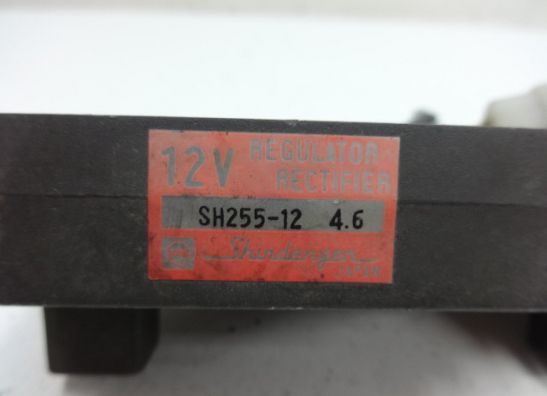 12V REGULATOR
RECTIFIER
SH255-12 4.6
Shindengen
JAPAN